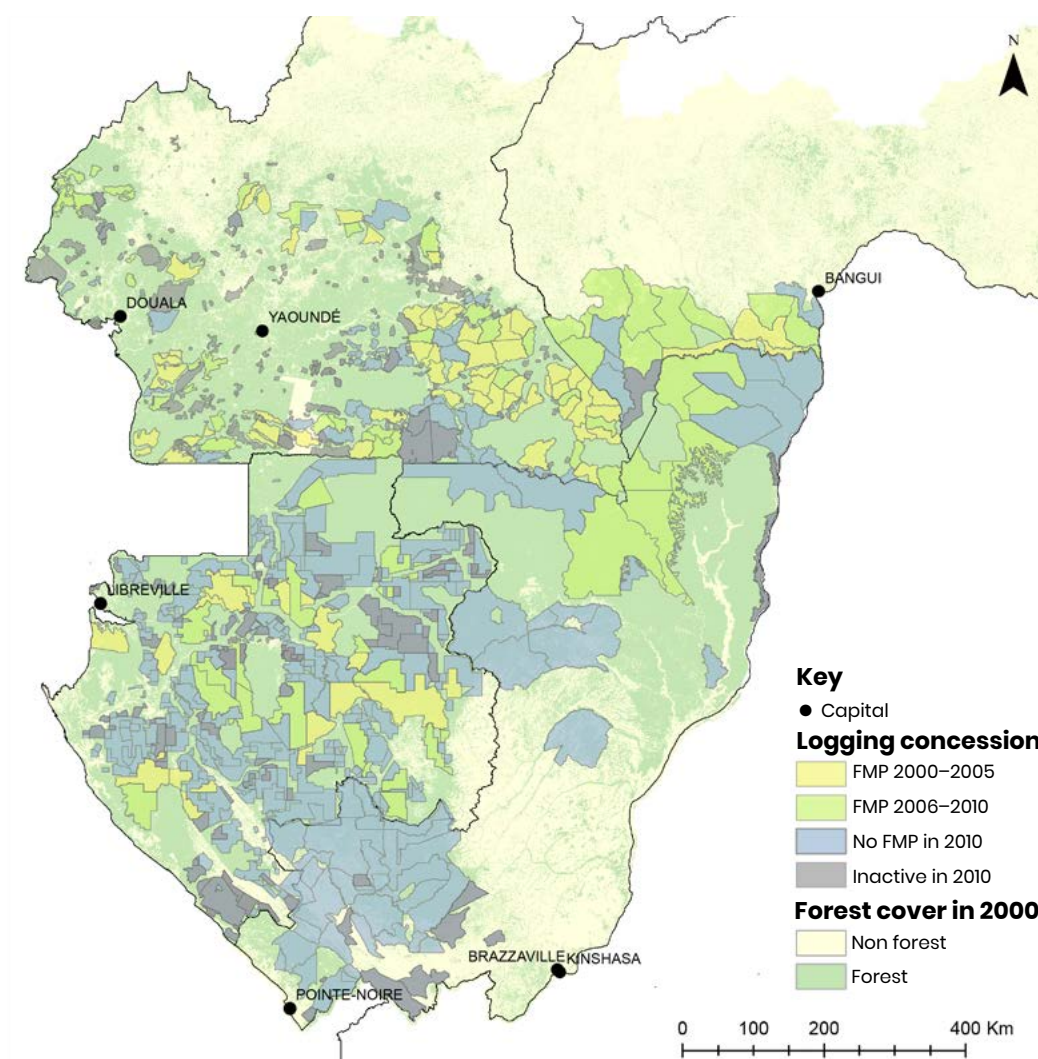 N
BANGUI
DOUALA
YAOUNDÉ
LIBREVILLE
BRAZZAVILLE
KINSHASA
POINTE-NOIRE
Key
Capital
Logging concession
FMP 2000–2005
FMP 2006–2010
No FMP in 2010
Inactive in 2010
Forest cover in 2000
Non forest
Forest
0 100 200 400 Km